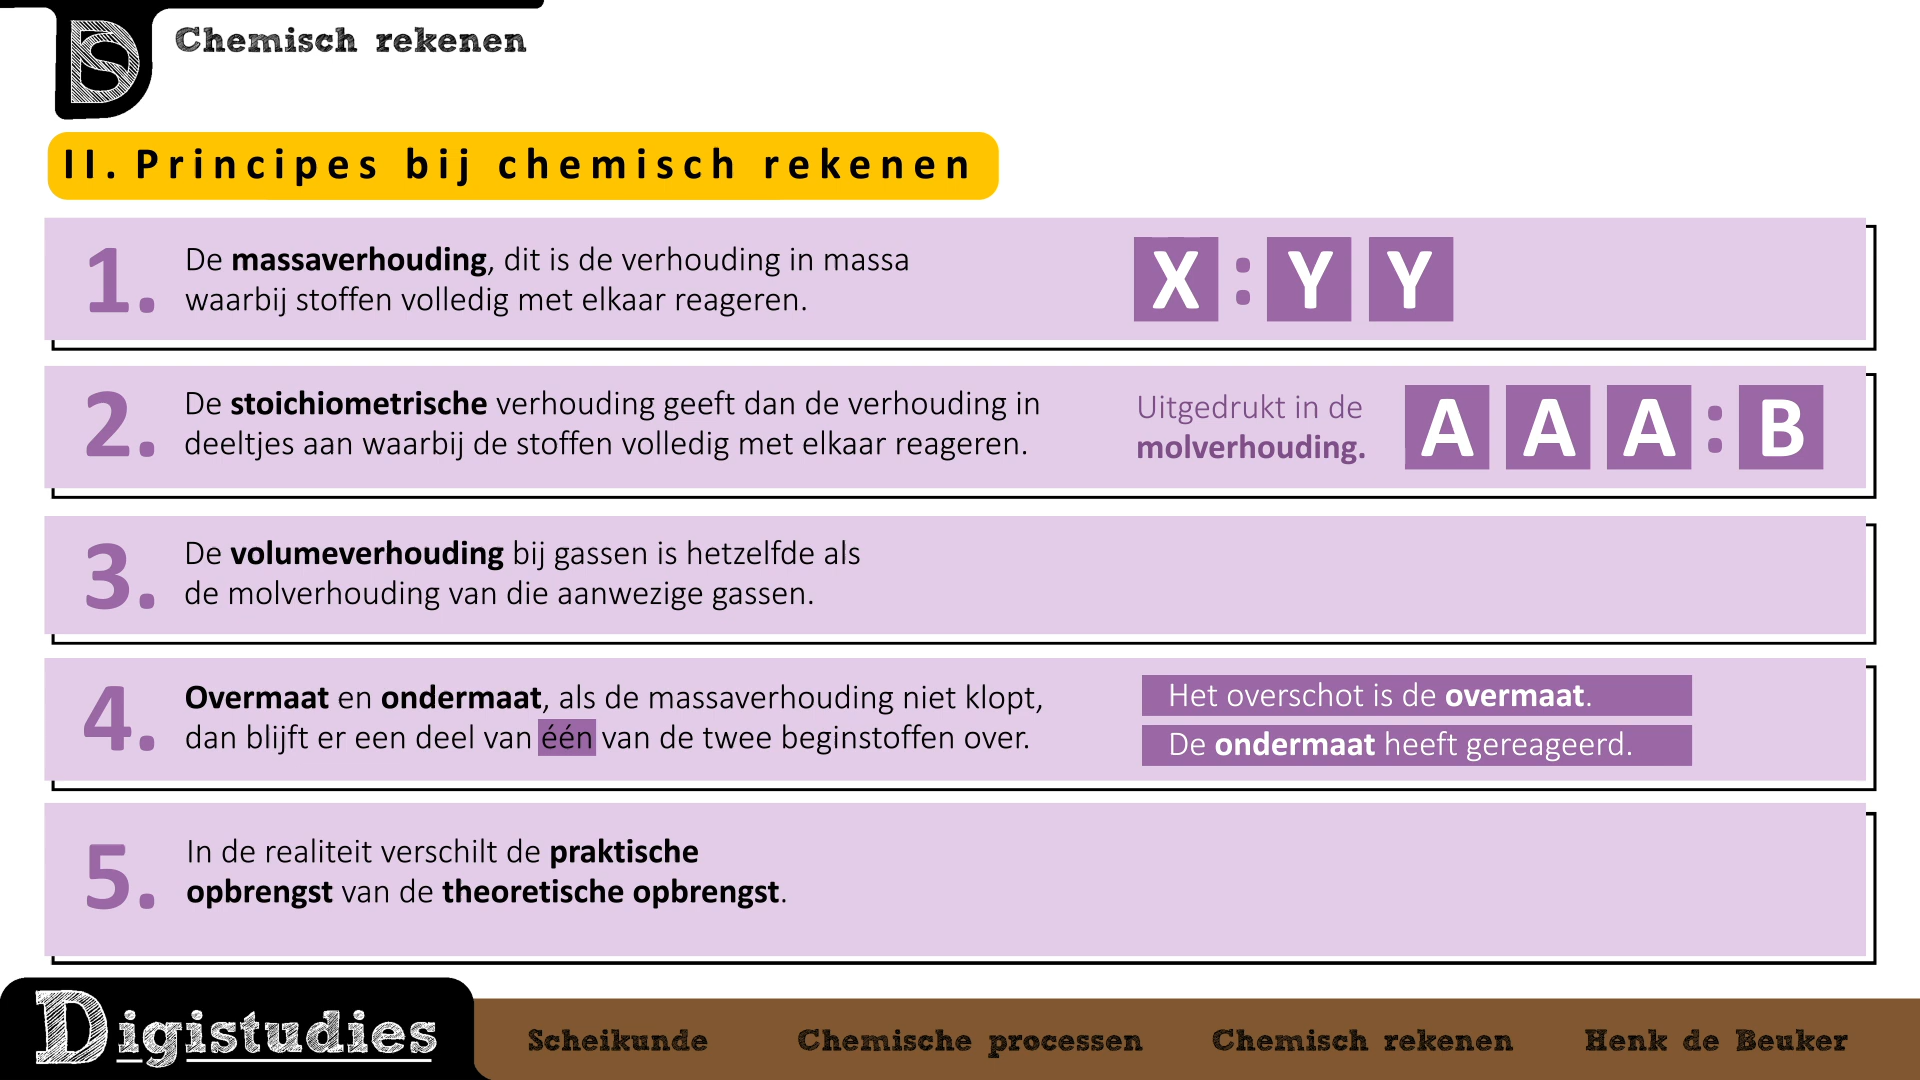 DS
Chemisch rekenen
II. Principes bij chemisch rekenen
1.
De massaverhouding, dit is de verhouding in massa
waarbij stoffen volledig met elkaar reageren.
X : Y Y
2.
De stoichiometrische verhouding geeft dan de verhouding in
deeltjes aan waarbij de stoffen volledig met elkaar reageren.
Uitgedrukt in de
molverhouding.
A A A : B
3.
De volumeverhouding bij gassen is hetzelfde als
de molverhouding van die aanwezige gassen.
4.
Overmaat en ondermaat, als de massaverhouding niet klopt,
dan blijft er een deel van één van de twee beginstoffen over.
Het overschot is de overmaat.
De ondermaat heeft gereageerd.
5.
In de realiteit verschilt de praktische
opbrengst van de theoretische opbrengst.
Digistudies
Scheikunde
Chemische processen
Chemisch rekenen
Henk de Beuker